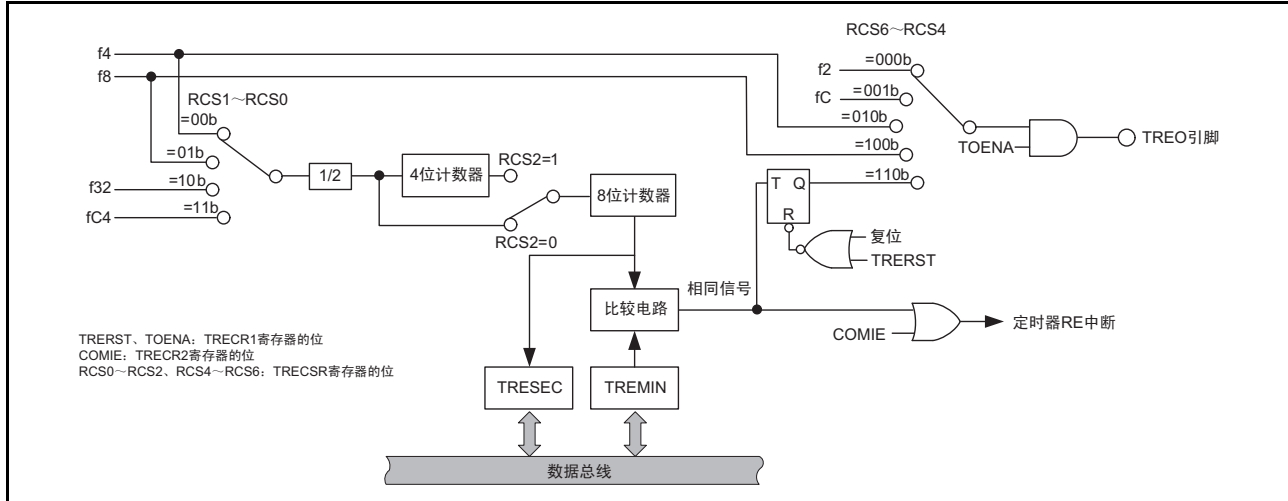 RCS6～RCS4
f4
f8
f2
=000b
fC
=001b
=010b
=100b
=110b
TOENA
TREO引脚
RCS1～RCS0
=00b
=01b
f32
=10b
fC4
=11b
1/2
4位计数器
RCS2=1
RCS2=0
8位计数器
T Q
R
复位
TRERST
相同信号
比较电路
COMIE
定时器RE中断
TRERST、TOENA：TRECR1寄存器的位
COMIE：TRECR2寄存器的位
RCS0～RCS2、RCS4～RCS6：TRECSR寄存器的位
TRESEC
TREMIN
数据总线